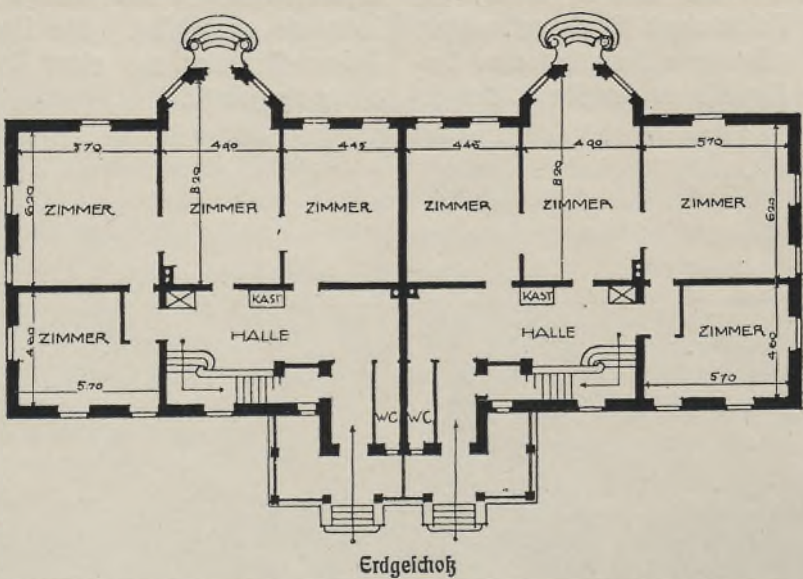 570 490 445 445 490 570
620 820 820 620
ZIMMER ZIMMER ZIMMER ZIMMER ZIMMER ZIMMER
KAST KAST
ZIMMER HALLE HALLE ZIMMER
460 460
570 570
WC WC
Erdgeschoß